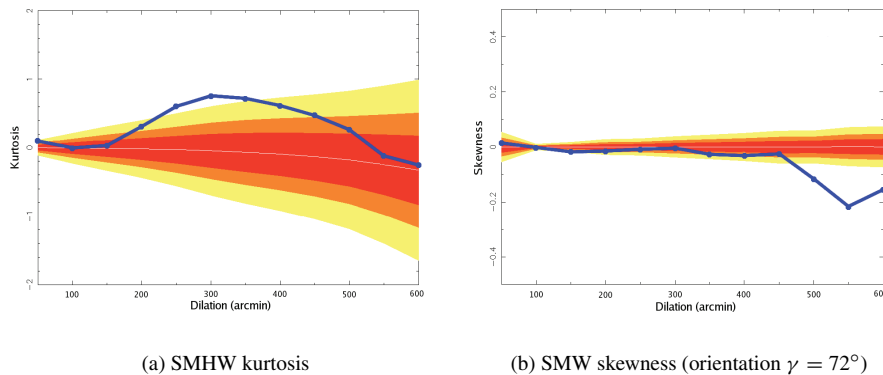 2
1
0
−1
−2
Kurtosis
100 200 300 400 500 600
Dilation (arcmin)
0.4
0.2
0
−0.2
−0.4
Skewness
100 200 300 400 500 600
Dilation (arcmin)
(a) SMHW kurtosis
(b) SMW skewness (orientation γ = 72°)